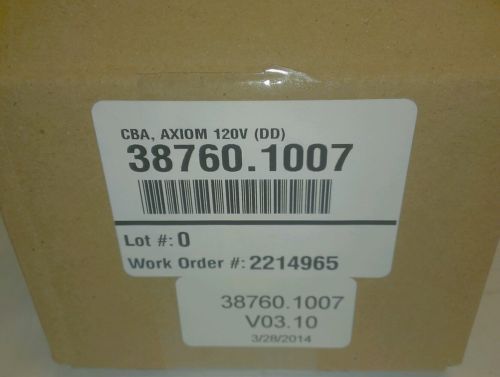 CBA, AXIOM 120V (DD)
38760.1007
Lot #: 0
Work Order #: 2214965
38760.1007
V03.10
3/28/2014